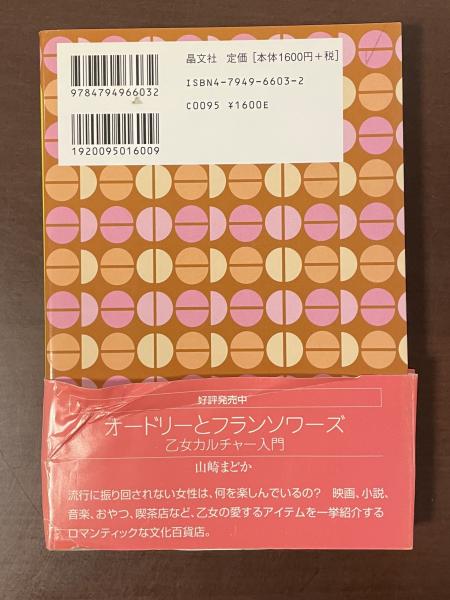 晶文社 定価 [本体1600円+税]
ISBN4-7949-6603-2
C0095 ¥1600E
9784794966032
1920095016009
好評発売中
オードリーとフランソワーズ
乙女カルチャー入門
山崎まどか
流行に振り回されない女性は、何を楽しんでいるの? 映画、小説、
音楽、おやつ、喫茶店など、乙女の愛するアイテムを一挙紹介する
ロマンティックな文化百貨店。